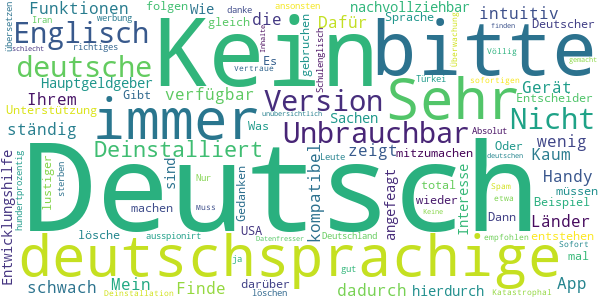 Funktionen
werbung
folgen
Wie
danke
die
ansonsten
nachvollziehbar
übersetzen
Iran
gleich
Dafür
Sprache
Deutscher
intuitiv
Englisch
richtiges
Kein
bitte
schlecht
Inhalte
gebruchen
Schulenglisch
Überwachung
finden
Völlig
gemacht
deutsche
Vertraue
Es
Türkei
sofortigen
Hauptgeldgeber
verfügbar
Gerät
Ihrem
Gibt
Version
Sehr
Entscheider
Unterstützung
immer
unübersichtlich
Sachen
Nicht
ständig
Was
Unbrauchbar
Absolut
Oder
deutschen
wenig
Deinstalliert
zeigt
mitzumachen
Kaum
Entwicklungshilfe
hundertprozentig
lustiger
sterben
sind
Deutsch
Gedanken
kompatibel
Leute
angefeagt
Interesse
Handy
Nur
total
Spam
etwa
müssen
machen
Muss
wieder
Dann
Beispiel
lösche
USA
Deutschland
Keine
Länder
ausspioniert
deutschsprachige
Datenfresser
empfohlen
entstehen
schwach
Mein
Finde
ja
darüber
löschen
gut
dadurch
hierdurch
Sofort
mal
App
Deinstallation
Katastrophal